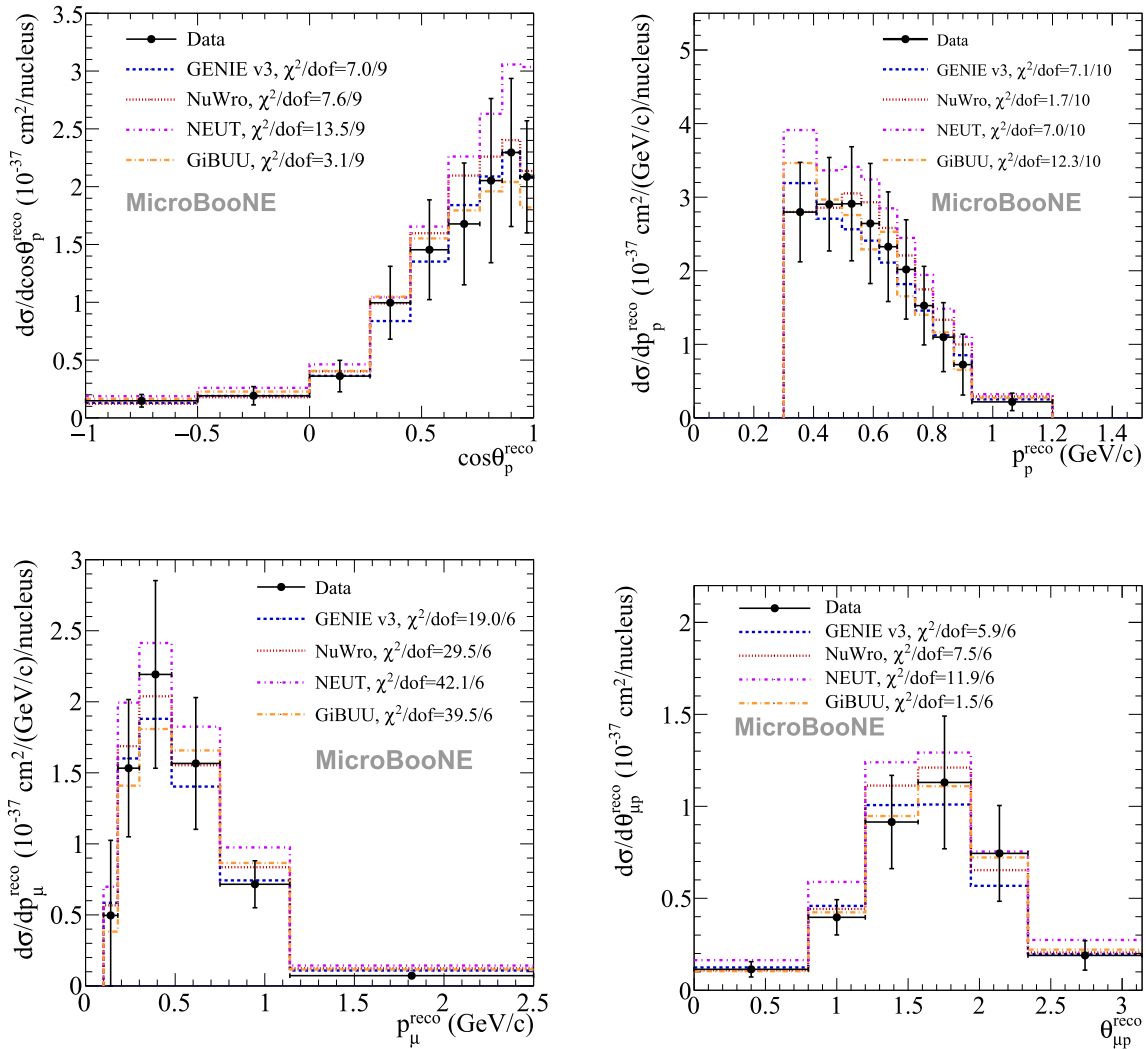 dσ/dcosθ_p^reco (10^-37 cm²/nucleus)
3.5
3
2.5
2
1.5
1
0.5
0
Data
GENIE v3, χ²/dof=7.0/9
NuWro, χ²/dof=7.6/9
NEUT, χ²/dof=13.5/9
GiBUU, χ²/dof=3.1/9
MicroBooNE
−1 −0.5 0 0.5 1
cosθ_p^reco
dσ/dp_p^reco (10^-37 cm²/(GeV/c)/nucleus)
5
4
3
2
1
0
Data
GENIE v3, χ²/dof=7.1/10
NuWro, χ²/dof=1.7/10
NEUT, χ²/dof=7.0/10
GiBUU, χ²/dof=12.3/10
MicroBooNE
0 0.2 0.4 0.6 0.8 1 1.2 1.4
p_p^reco (GeV/c)
dσ/dp_μ^reco (10^-37 cm²/(GeV/c)/nucleus)
3
2.5
2
1.5
1
0.5
0
Data
GENIE v3, χ²/dof=19.0/6
NuWro, χ²/dof=29.5/6
NEUT, χ²/dof=42.1/6
GiBUU, χ²/dof=39.5/6
MicroBooNE
0 0.5 1 1.5 2 2.5
p_μ^reco (GeV/c)
dσ/dθ_μp^reco (10^-37 cm²/nucleus)
2
1.5
1
0.5
0
Data
GENIE v3, χ²/dof=5.9/6
NuWro, χ²/dof=7.5/6
NEUT, χ²/dof=11.9/6
GiBUU, χ²/dof=1.5/6
MicroBooNE
0 0.5 1 1.5 2 2.5 3
θ_μp^reco